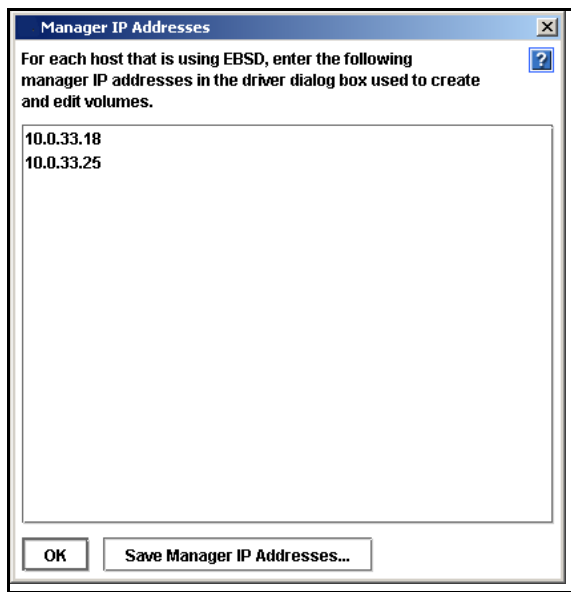 Manager IP Addresses
For each host that is using EBSD, enter the following
manager IP addresses in the driver dialog box used to create
and edit volumes.
?
10.0.33.18
10.0.33.25
OK
Save Manager IP Addresses...